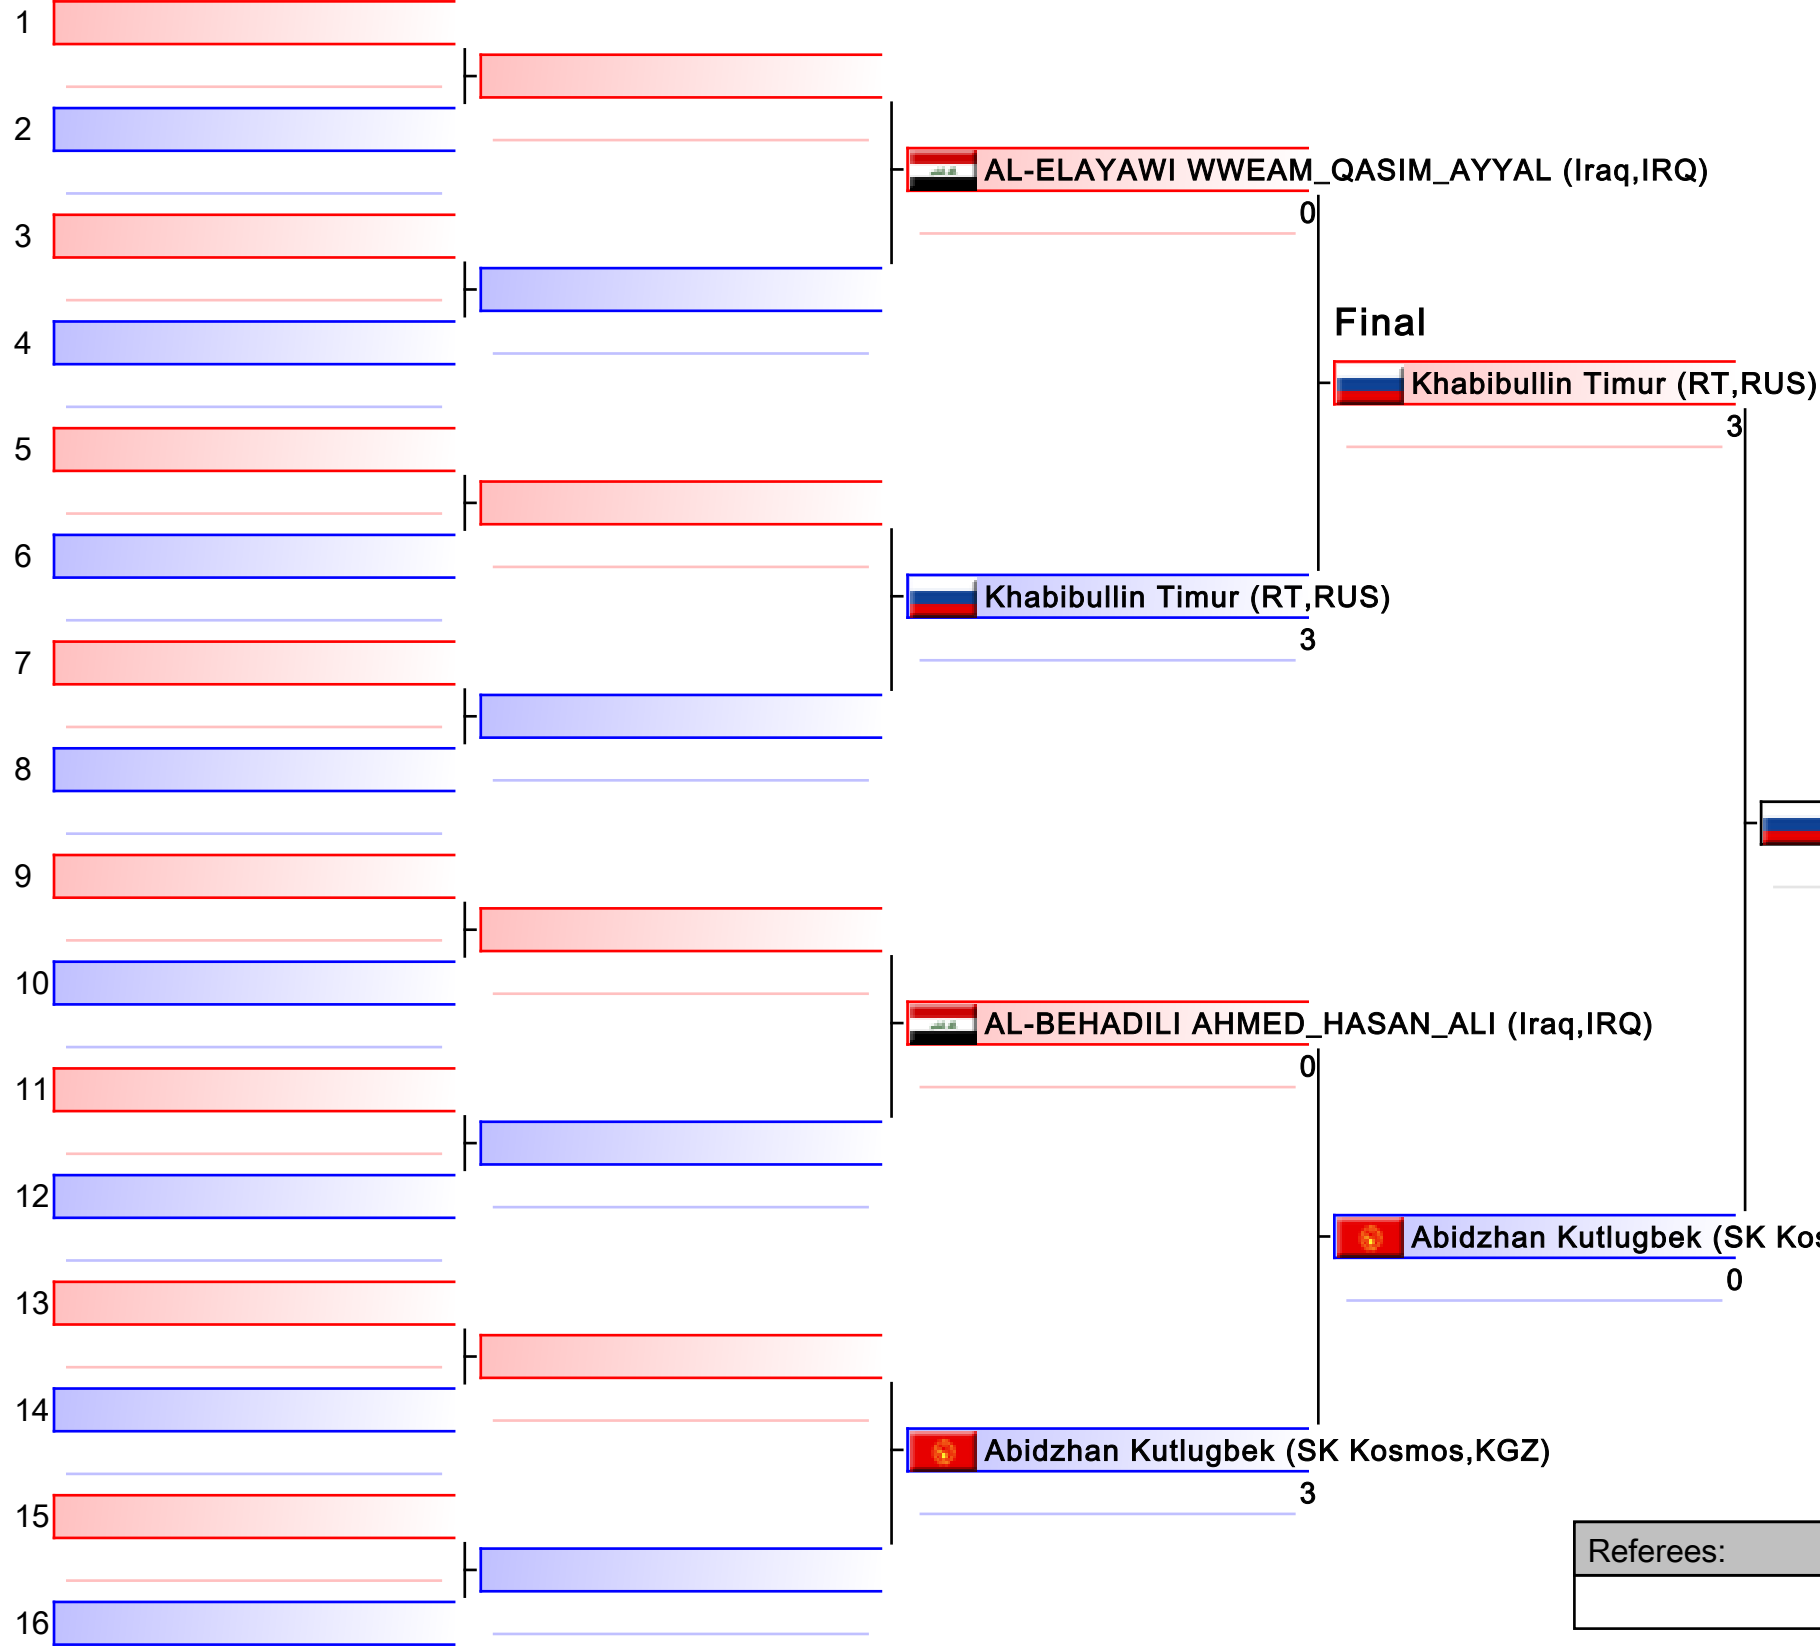 1
2
AL-ELAYAWI WWEAM_QASIM_AYYAL (Iraq,IRQ)
0
3
Final
4
Khabibullin Timur (RT,RUS)
3
5
6
Khabibullin Timur (RT,RUS)
3
7
8
9
10
AL-BEHADILI AHMED_HASAN_ALI (Iraq,IRQ)
0
11
12
Abidzhan Kutlugbek (SK Kos
0
13
14
Abidzhan Kutlugbek (SK Kosmos,KGZ)
3
15
Referees:
16